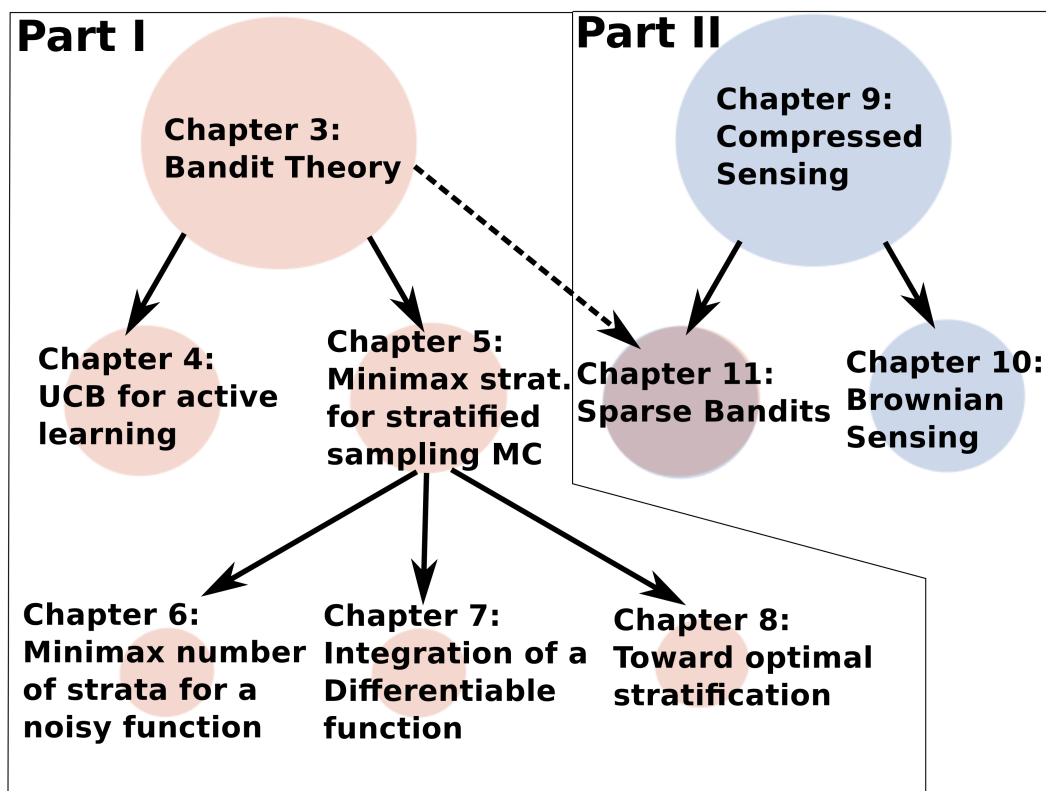 Part I
Part II
Chapter 3:
Bandit Theory
Chapter 9:
Compressed
Sensing
Chapter 4:
UCB for active
learning
Chapter 5:
Minimax strat.
for stratified
sampling MC
Chapter 11:
Sparse Bandits
Chapter 10:
Brownian
Sensing
Chapter 6:
Minimax number
of strata for a
noisy function
Chapter 7:
Integration of a
Differentiable
function
Chapter 8:
Toward optimal
stratification